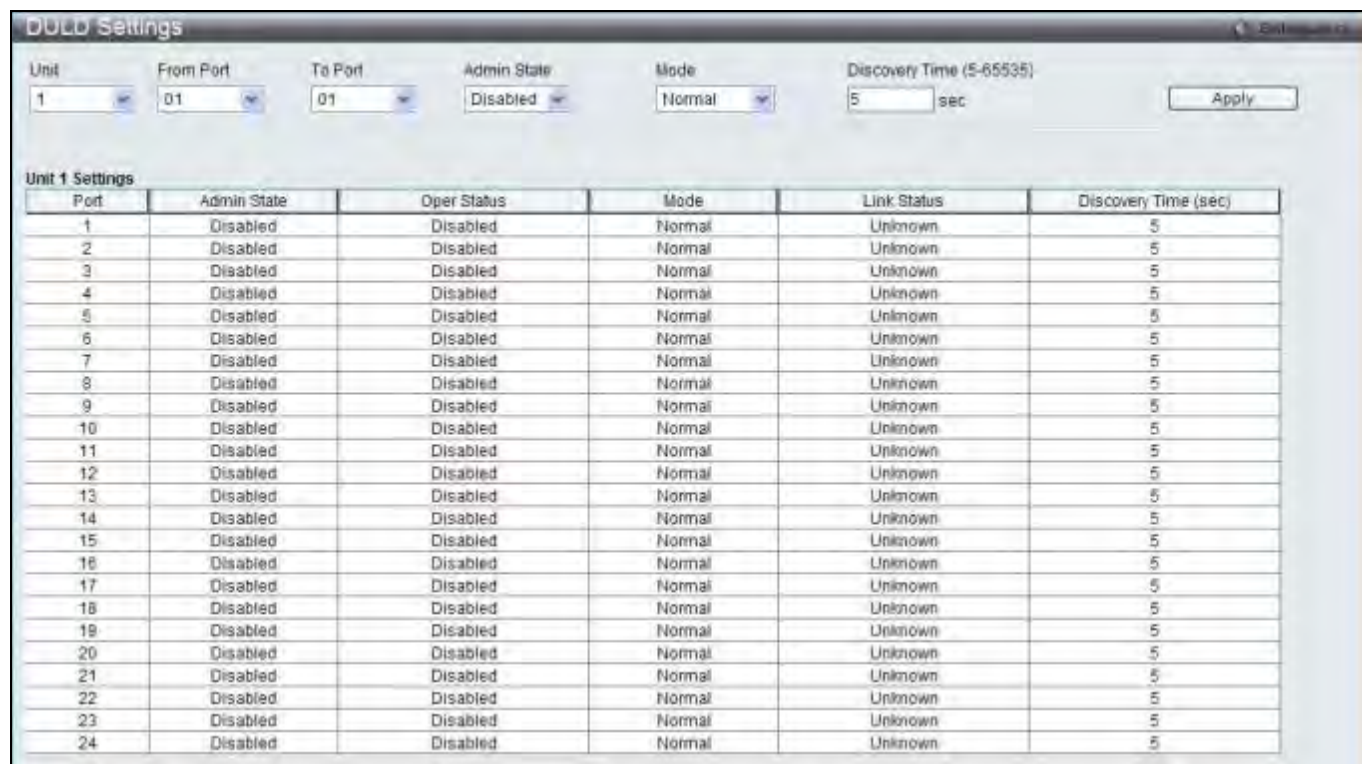 DULD Settings
Unit From Port To Port Admin State Mode Discovery Time (5-65535)
1 01 01 Disabled Normal 5 sec Apply
Unit 1 Settings
Port Admin State Oper Status Mode Link Status Discovery Time (sec)
1 Disabled Disabled Normal Unknown 5
2 Disabled Disabled Normal Unknown 5
3 Disabled Disabled Normal Unknown 5
4 Disabled Disabled Normal Unknown 5
5 Disabled Disabled Normal Unknown 5
6 Disabled Disabled Normal Unknown 5
7 Disabled Disabled Normal Unknown 5
8 Disabled Disabled Normal Unknown 5
9 Disabled Disabled Normal Unknown 5
10 Disabled Disabled Normal Unknown 5
11 Disabled Disabled Normal Unknown 5
12 Disabled Disabled Normal Unknown 5
13 Disabled Disabled Normal Unknown 5
14 Disabled Disabled Normal Unknown 5
15 Disabled Disabled Normal Unknown 5
16 Disabled Disabled Normal Unknown 5
17 Disabled Disabled Normal Unknown 5
18 Disabled Disabled Normal Unknown 5
19 Disabled Disabled Normal Unknown 5
20 Disabled Disabled Normal Unknown 5
21 Disabled Disabled Normal Unknown 5
22 Disabled Disabled Normal Unknown 5
23 Disabled Disabled Normal Unknown 5
24 Disabled Disabled Normal Unknown 5